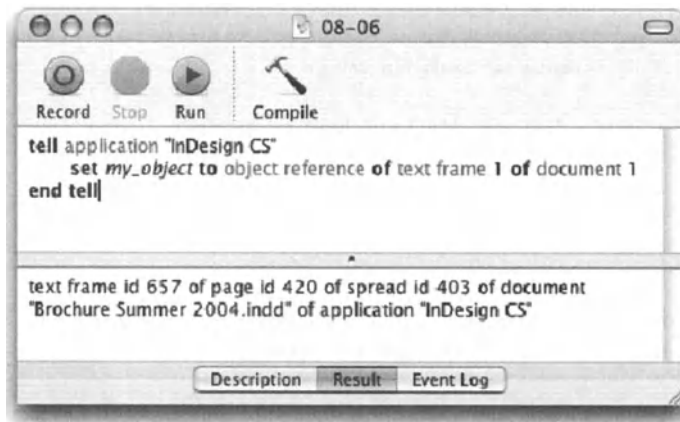 08-06
Record Stop Run Compile
tell application "InDesign CS"
set my_object to object reference of text frame 1 of document 1
end tell
text frame id 657 of page id 420 of spread id 403 of document
"Brochure Summer 2004.indd" of application "InDesign CS"
Description Result Event Log